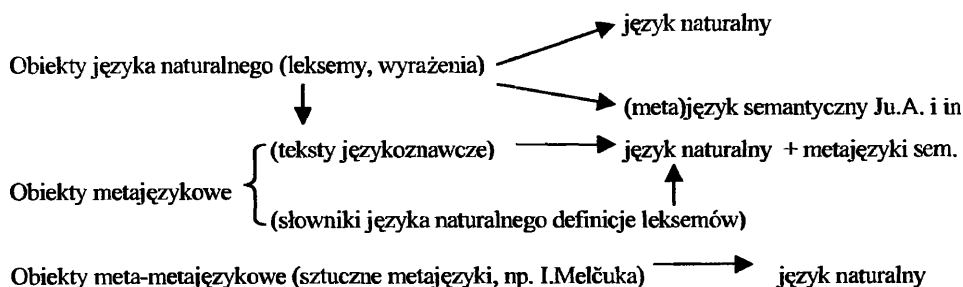 język naturalny
Obiekty języka naturalnego (leksemy, wyrażenia)
(meta)język semantyczny Ju.A. i in
(teksty językoznawcze) język naturalny + metajęzyki sem.
Obiekty metajęzykowe
(słowniki języka naturalnego definicje leksemów)
Obiekty meta-metajęzykowe (sztuczne metajęzyki, np. I.Melčuka) język naturalny